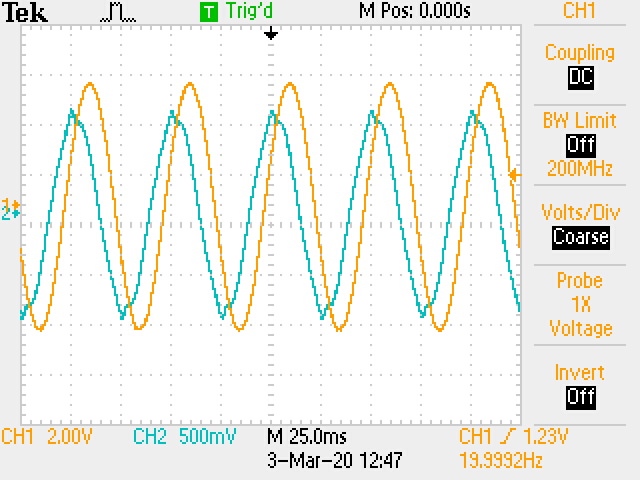 Tek T Trig'd M Pos: 0.000s CH1
Coupling
DC
BW Limit
Off
200MHz
Volts/Div
Coarse
Probe
1X
Voltage
Invert
Off
1
2
CH1 2.00V CH2 500mV M 25.0ms CH1 1.23V
3-Mar-20 12:47 19.9992Hz